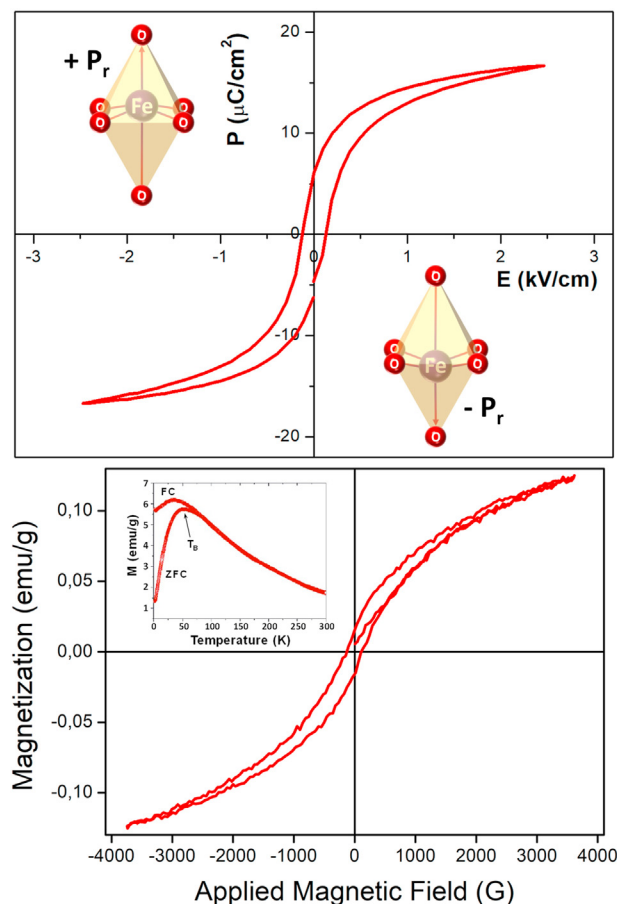 + Pr
O
O
O
Fe
O
O
O
P (μC/cm²)
20
10
0
-10
-20
-3
-2
-1
0
1
2
3
E (kV/cm)
O
O
O
Fe
O
O
O
- Pr
Magnetization (emu/g)
0,10
0,05
0,00
-0,05
-0,10
M (emu/g)
7
6
5
4
3
2
1
FC
TB
ZFC
0
50
100
150
200
250
300
Temperature (K)
-4000
-3000
-2000
-1000
0
1000
2000
3000
4000
Applied Magnetic Field (G)